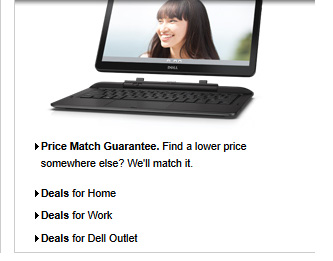 DELL
Price Match Guarantee. Find a lower price
somewhere else? We'll match it.
Deals for Home
Deals for Work
Deals for Dell Outlet